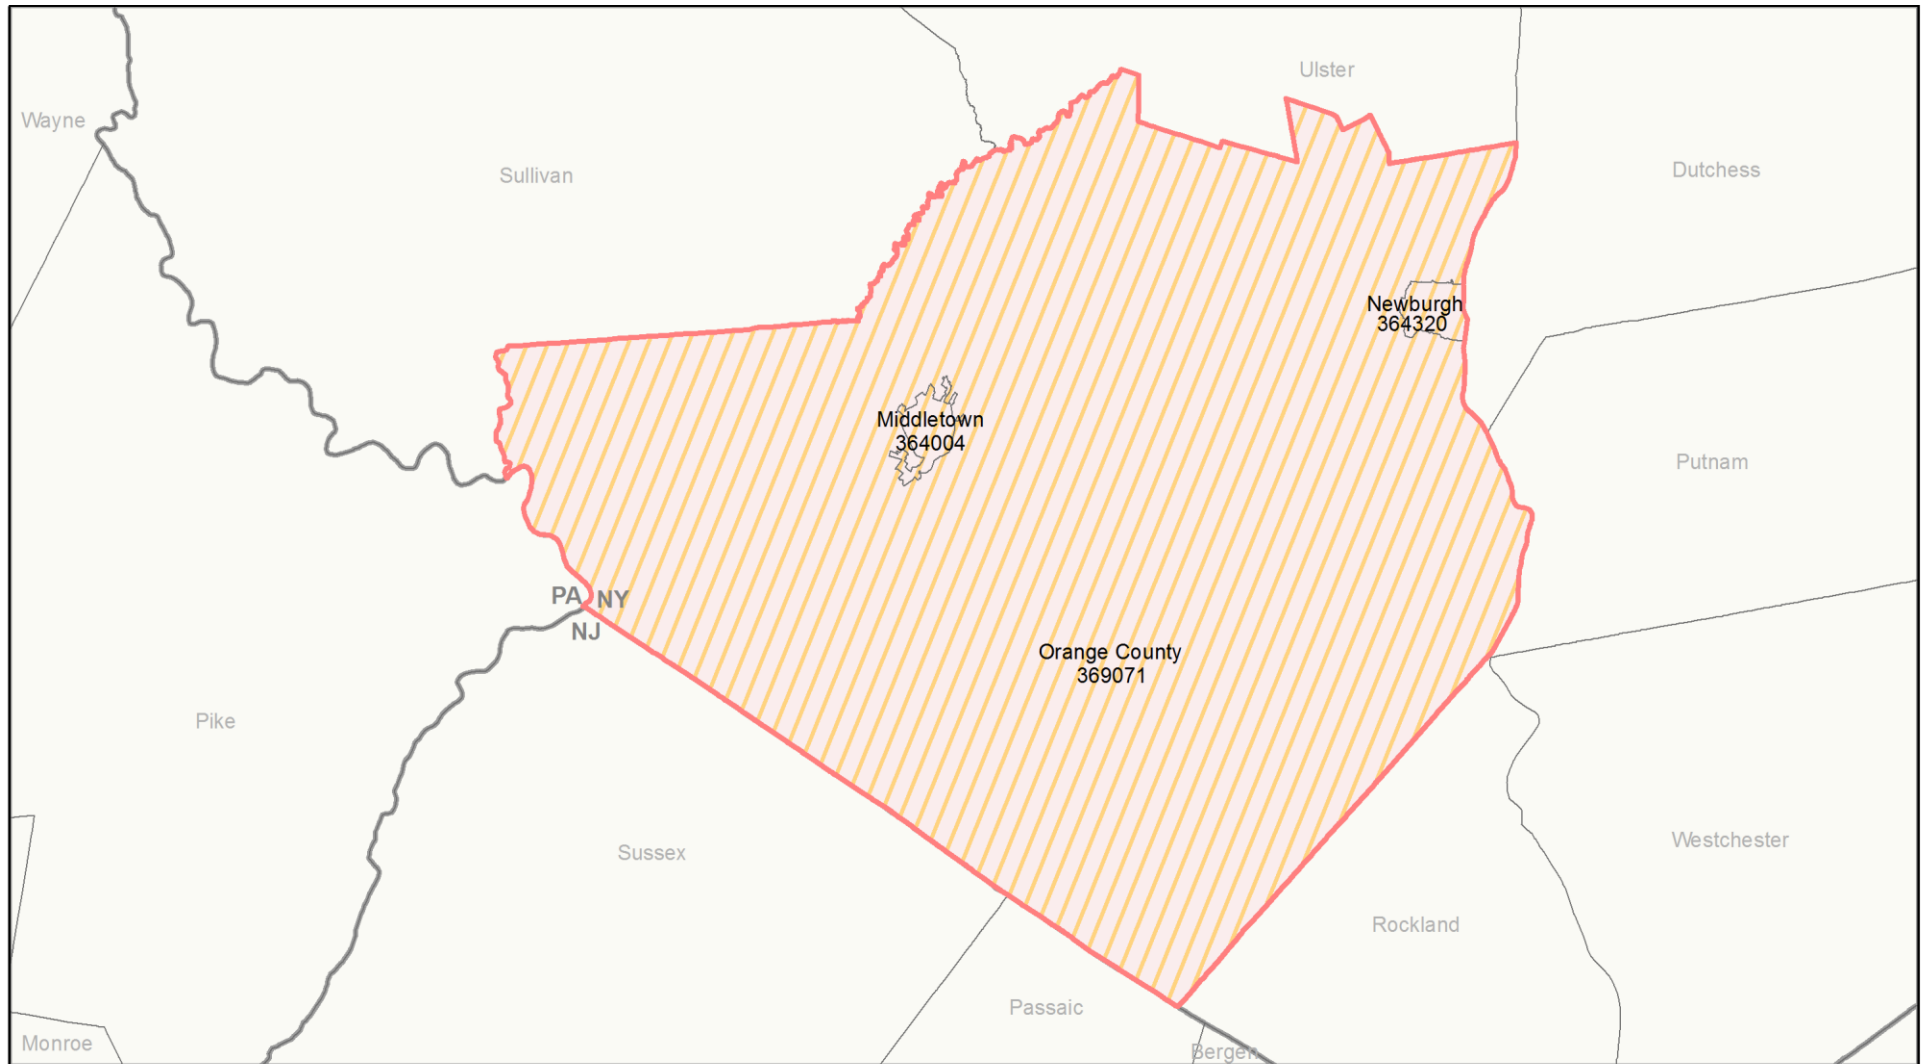 Ulster
Wayne
Sullivan
Dutchess
Newburgh
364320
Middletown
364004
Putnam
PA
NY
NJ
Orange County
369071
Pike
Sussex
Westchester
Rockland
Passaic
Monroe
Bergen